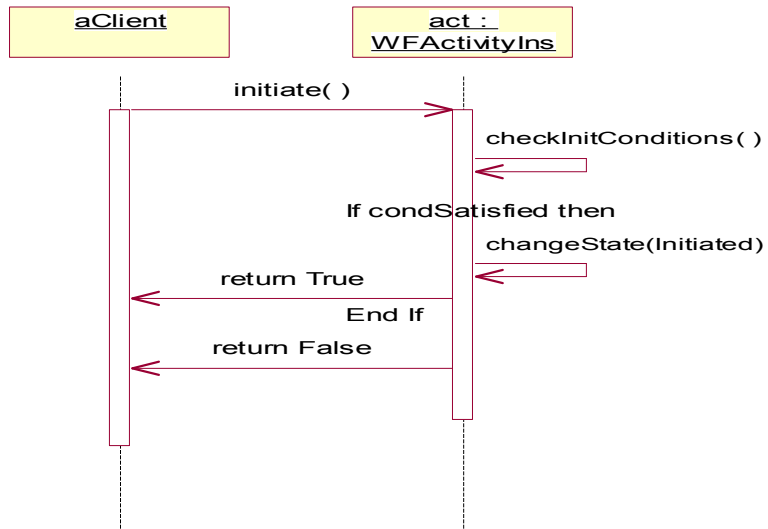 aClient
act :
WFActivityIns
initiate( )
checkInitConditions( )
If condSatisfied then
changeState(Initiated)
return True
End If
return False